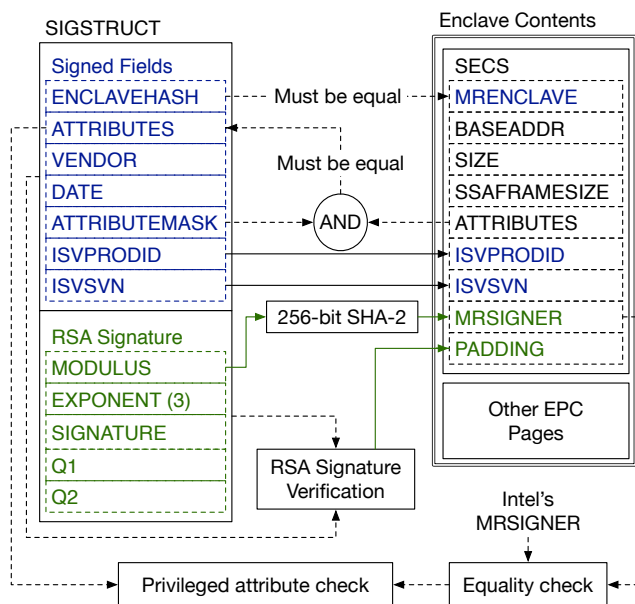 SIGSTRUCT
Signed Fields
ENCLAVEHASH
ATTRIBUTES
VENDOR
DATE
ATTRIBUTEMASK
ISVPRODID
ISVSVN
RSA Signature
MODULUS
EXPONENT (3)
SIGNATURE
Q1
Q2
Must be equal
Must be equal
AND
256-bit SHA-2
RSA Signature
Verification
Enclave Contents
SECS
MRENCLAVE
BASEADDR
SIZE
SSAFRAMESIZE
ATTRIBUTES
ISVPRODID
ISVSVN
MRSIGNER
PADDING
Other EPC
Pages
Intel's
MRSIGNER
Privileged attribute check
Equality check